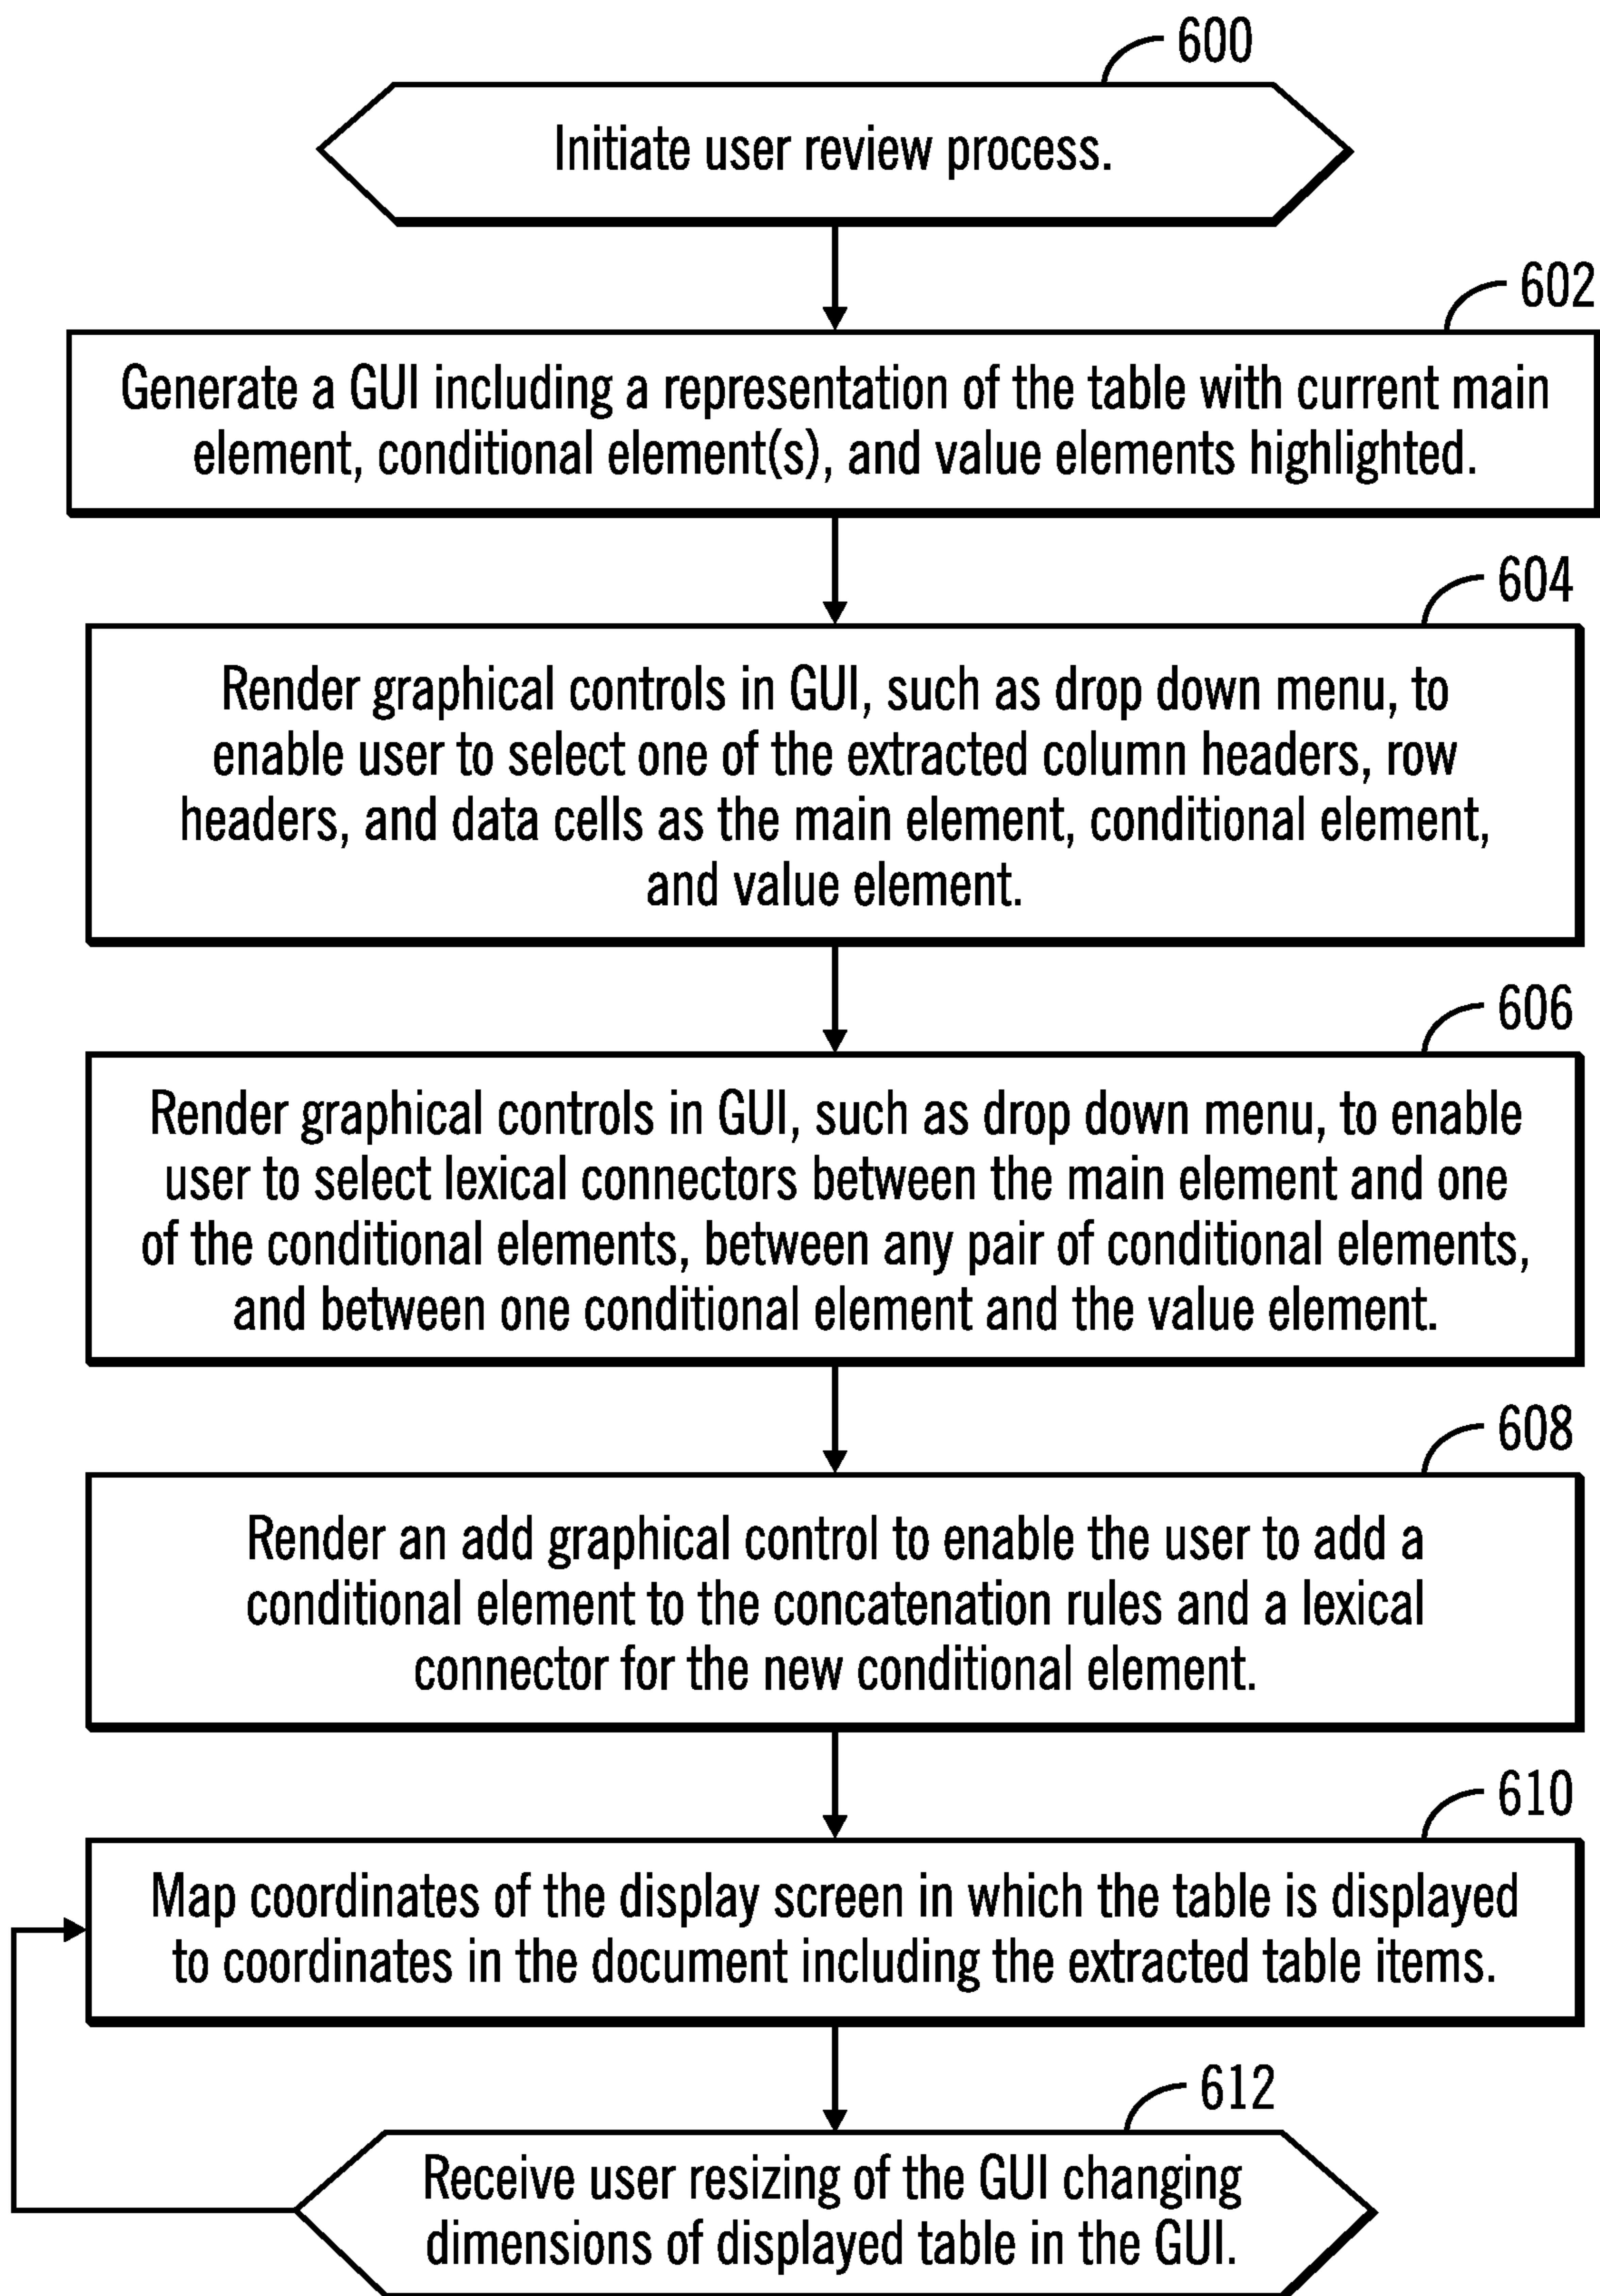 600
Initiate user review process.
602
Generate a GUI including a representation of the table with current main
element, conditional element(s), and value elements highlighted.
604
Render graphical controls in GUI, such as drop down menu, to
enable user to select one of the extracted column headers, row
headers, and data cells as the main element, conditional element,
and value element.
606
Render graphical controls in GUI, such as drop down menu, to enable
user to select lexical connectors between the main element and one
of the conditional elements, between any pair of conditional elements,
and between one conditional element and the value element.
608
Render an add graphical control to enable the user to add a
conditional element to the concatenation rules and a lexical
connector for the new conditional element.
610
Map coordinates of the display screen in which the table is displayed
to coordinates in the document including the extracted table items.
612
Receive user resizing of the GUI changing
dimensions of displayed table in the GUI.